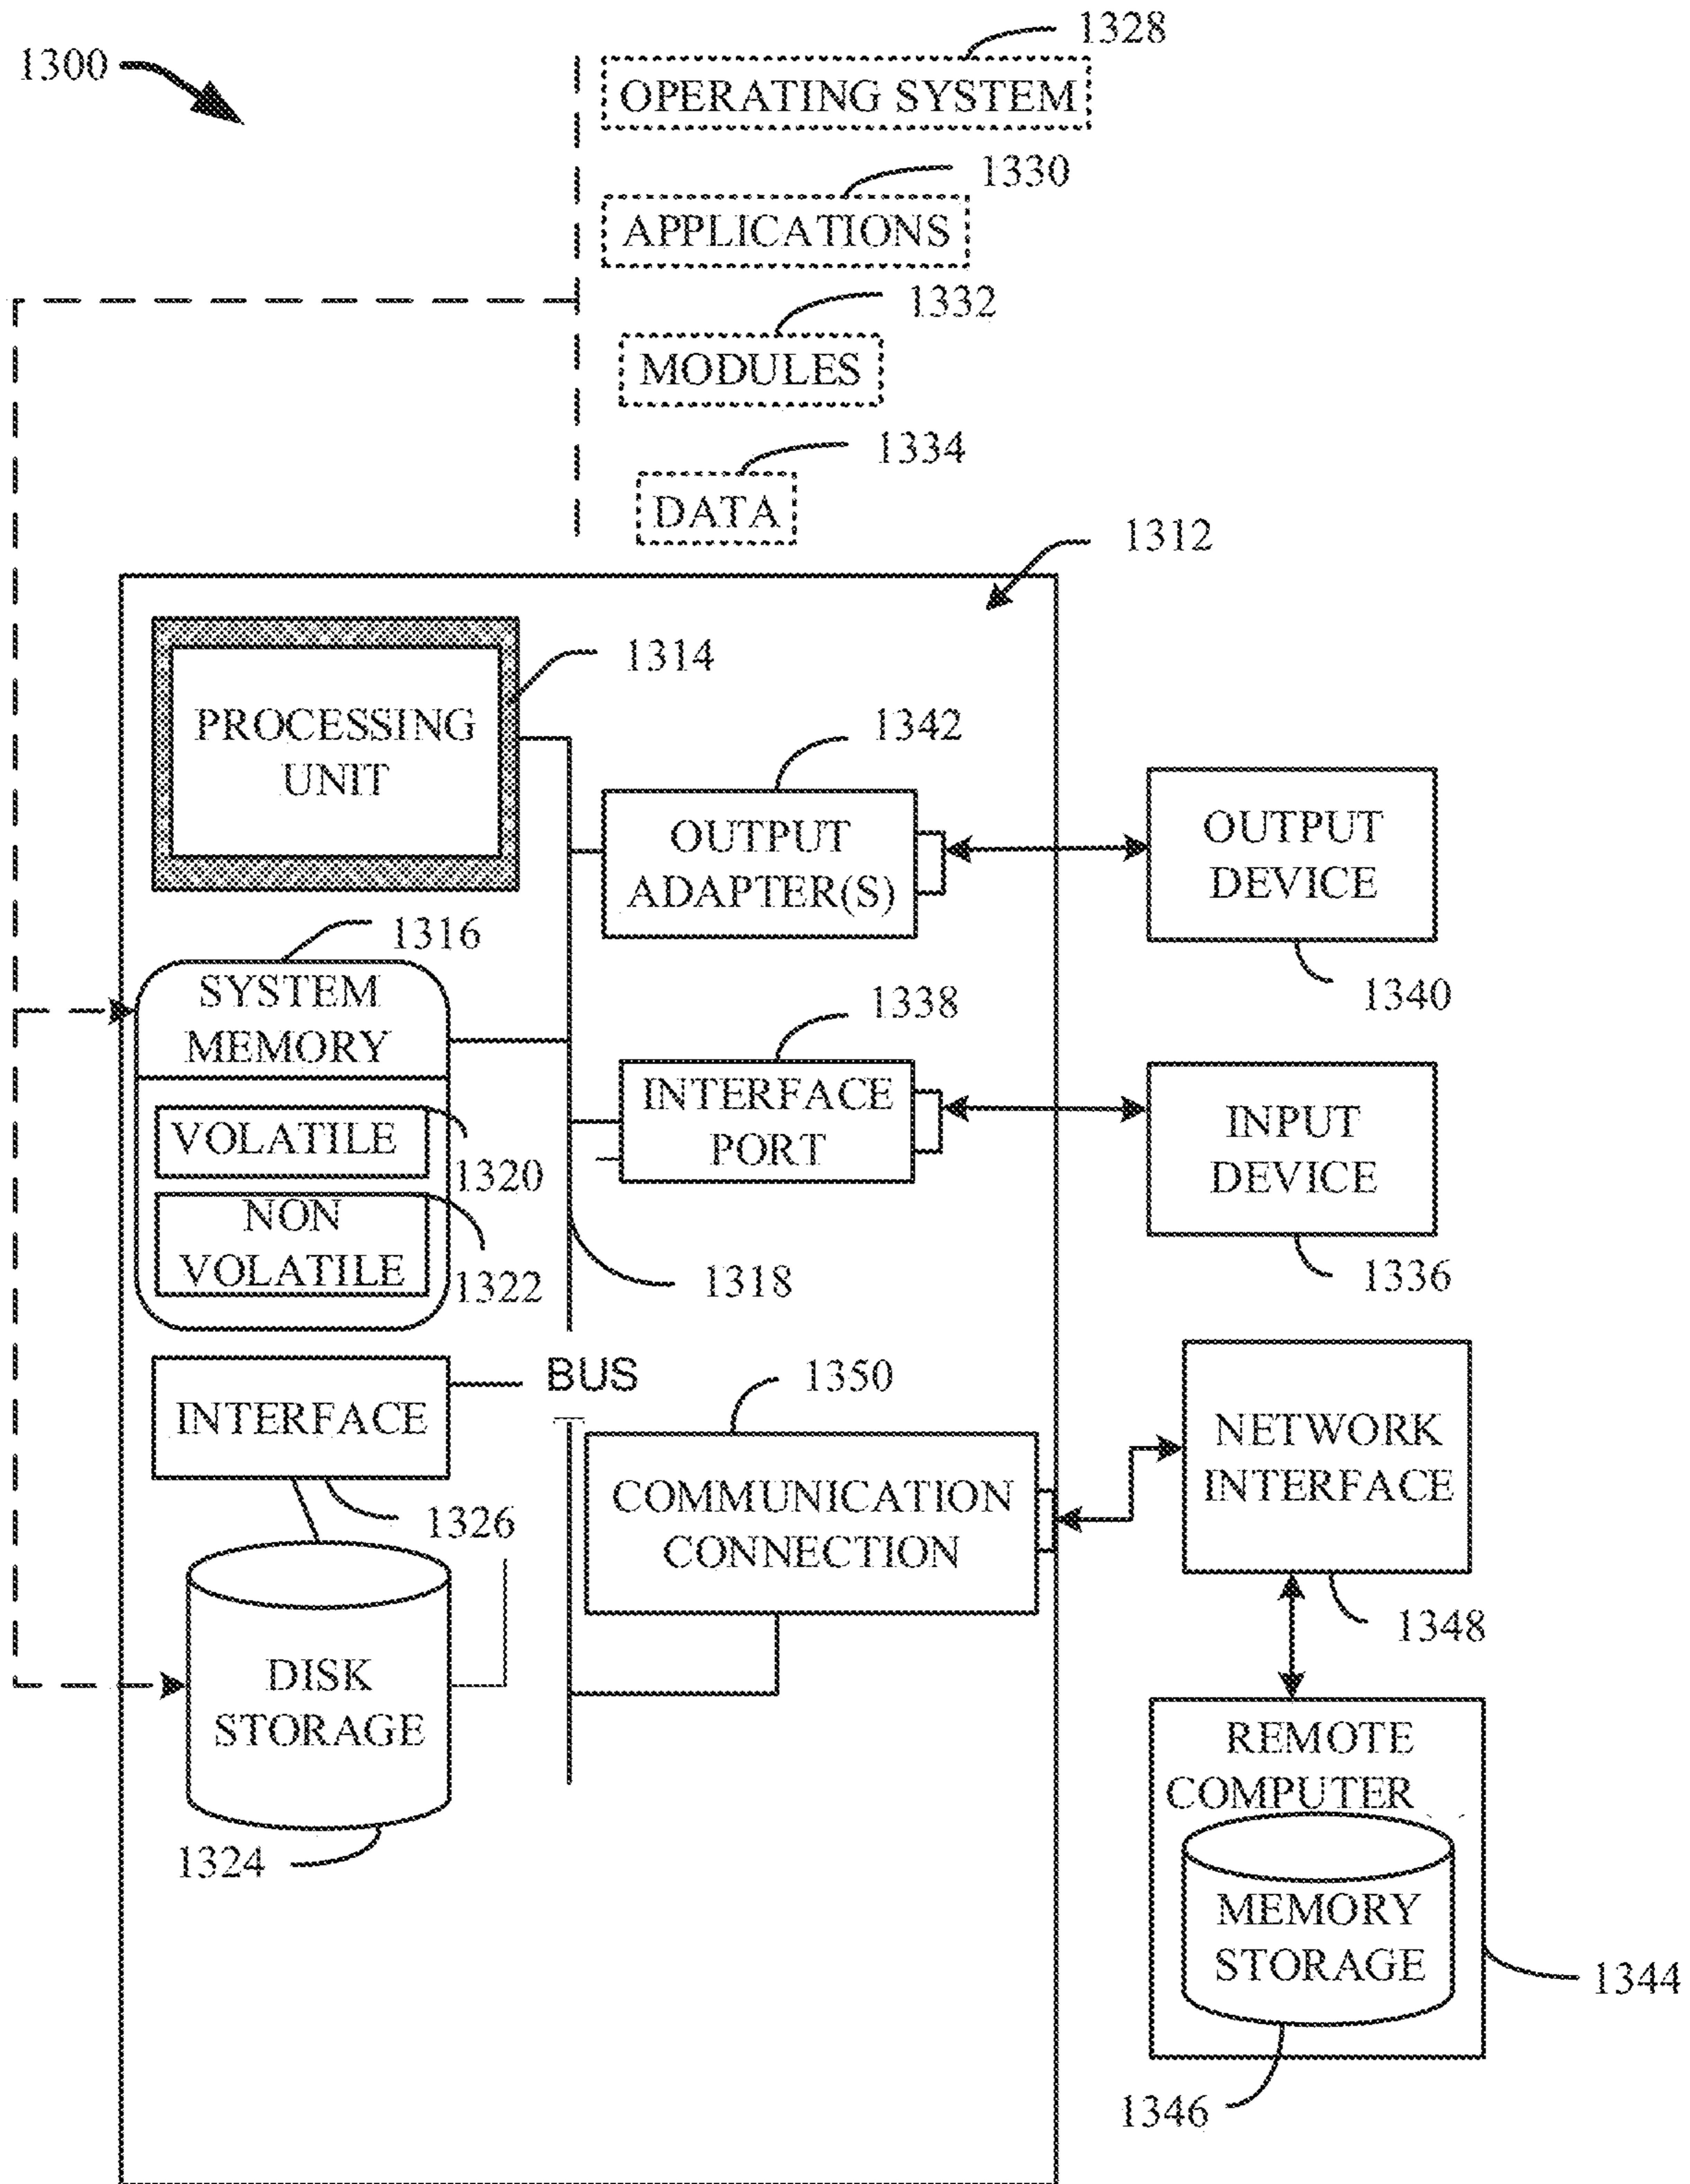 1328
1300
OPERATING SYSTEM
1330
APPLICATIONS
1332
MODULES
1334
DATA
1312
1314
PROCESSING
UNIT
1342
OUTPUT
ADAPTER(S)
OUTPUT
DEVICE
1316
1340
SYSTEM
MEMORY
1338
INTERFACE
PORT
INPUT
DEVICE
VOLATILE
1320
NON
VOLATILE
1322
1318
1336
BUS
1350
INTERFACE
NETWORK
INTERFACE
COMMUNICATION
CONNECTION
1326
1348
DISK
STORAGE
REMOTE
COMPUTER
1324
MEMORY
STORAGE
1344
1346